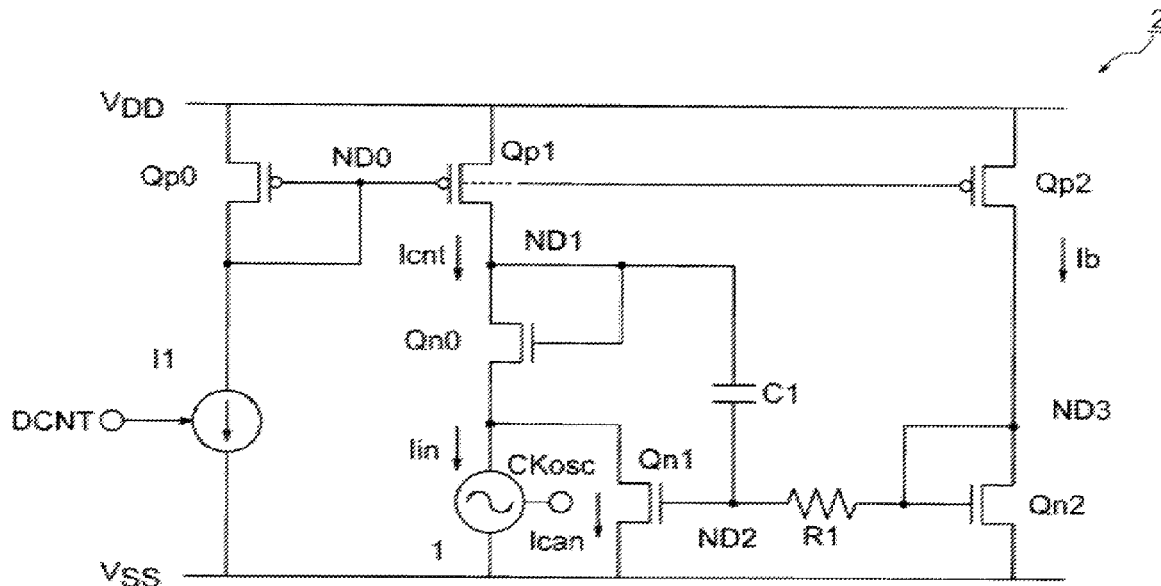 2
VDD
Qp0
ND0
Qp1
Qp2
Icnt
ND1
Ib
Qn0
I1
C1
DCNT
ND3
Iin
CKosc
Qn1
Qn2
Ican
ND2
R1
1
VSS